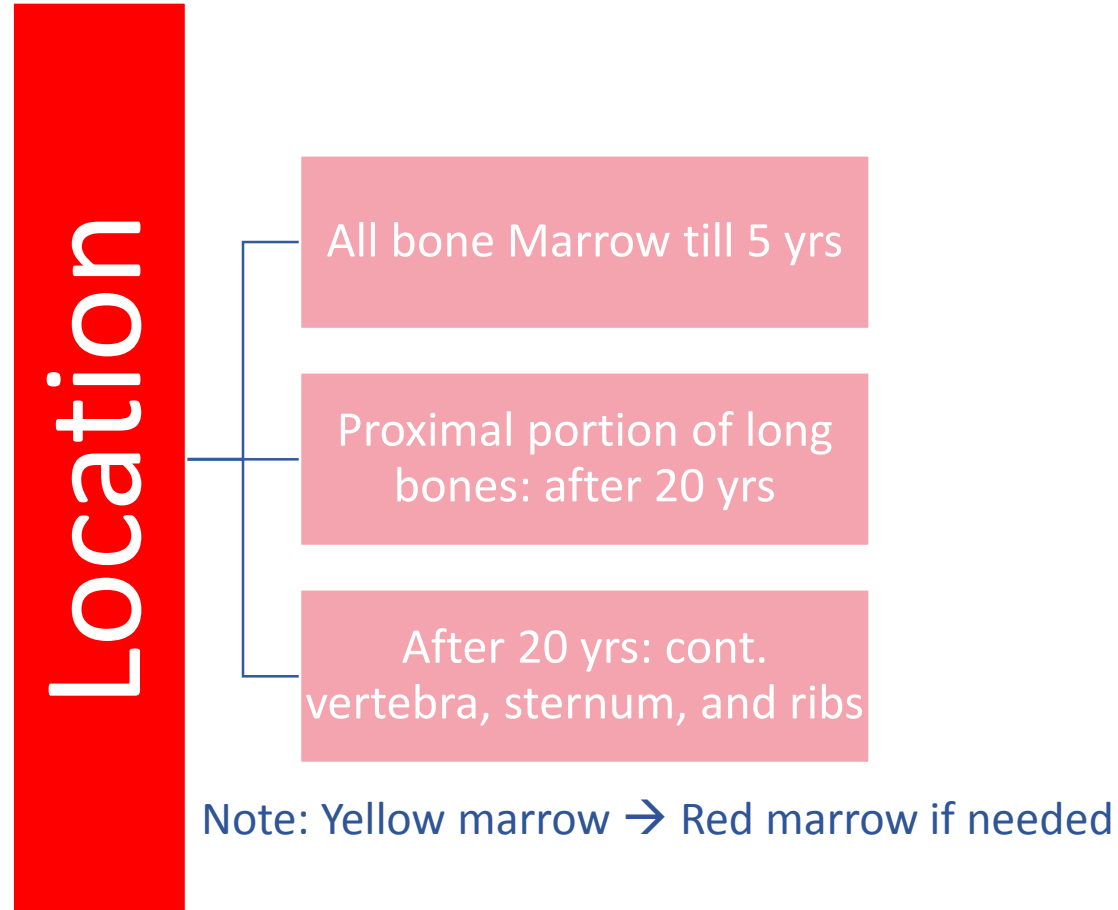 Location
All bone Marrow till 5 yrs
Proximal portion of long
bones: after 20 yrs
After 20 yrs: cont.
vertebra, sternum, and ribs
Note: Yellow marrow → Red marrow if needed